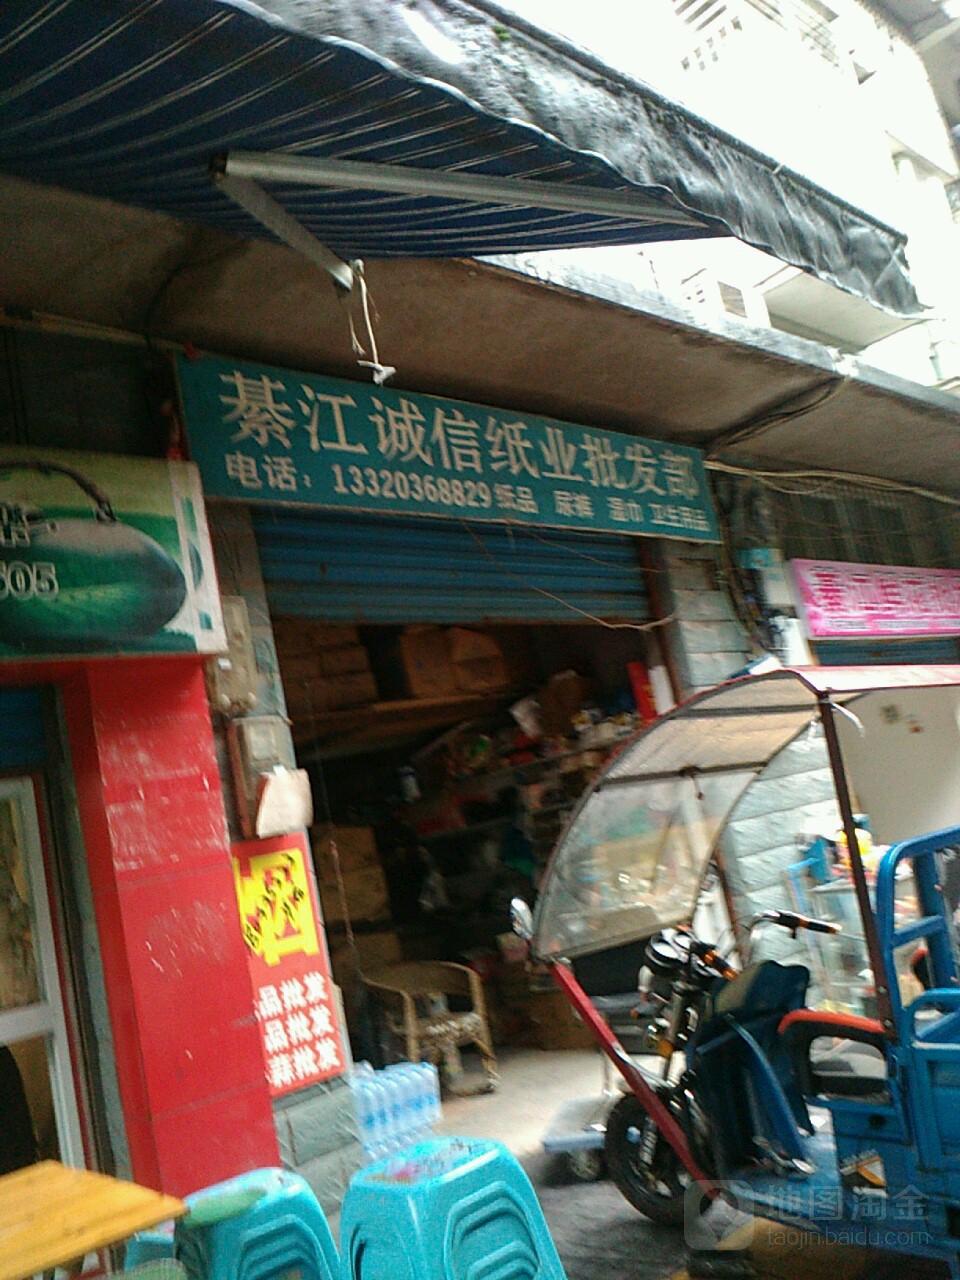 綦江诚信纸业批发部
电话：13320368829 纸品 尿裤 湿巾 卫生用品
505
品批发
品批发
蒜批发
地图淘金
taojin.baidu.com